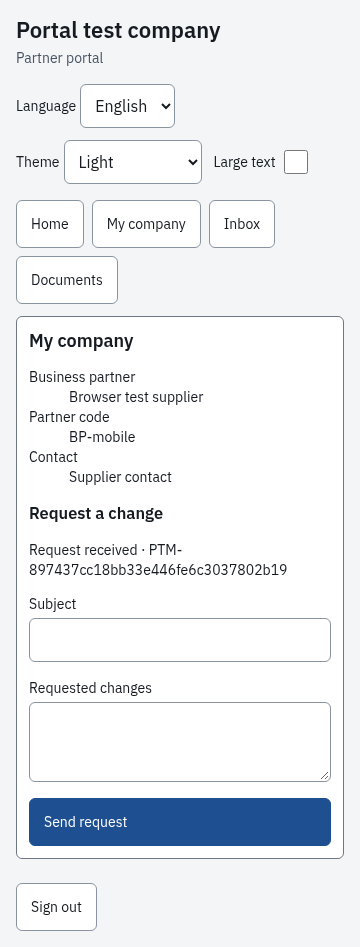 Portal test company
Partner portal
Language English
Theme Light Large text
Home My company Inbox
Documents
My company
Business partner
Browser test supplier
Partner code
BP-mobile
Contact
Supplier contact
Request a change
Request received · PTM-
897437cc18bb33e446fe6c3037802b19
Subject
Requested changes
Send request
Sign out